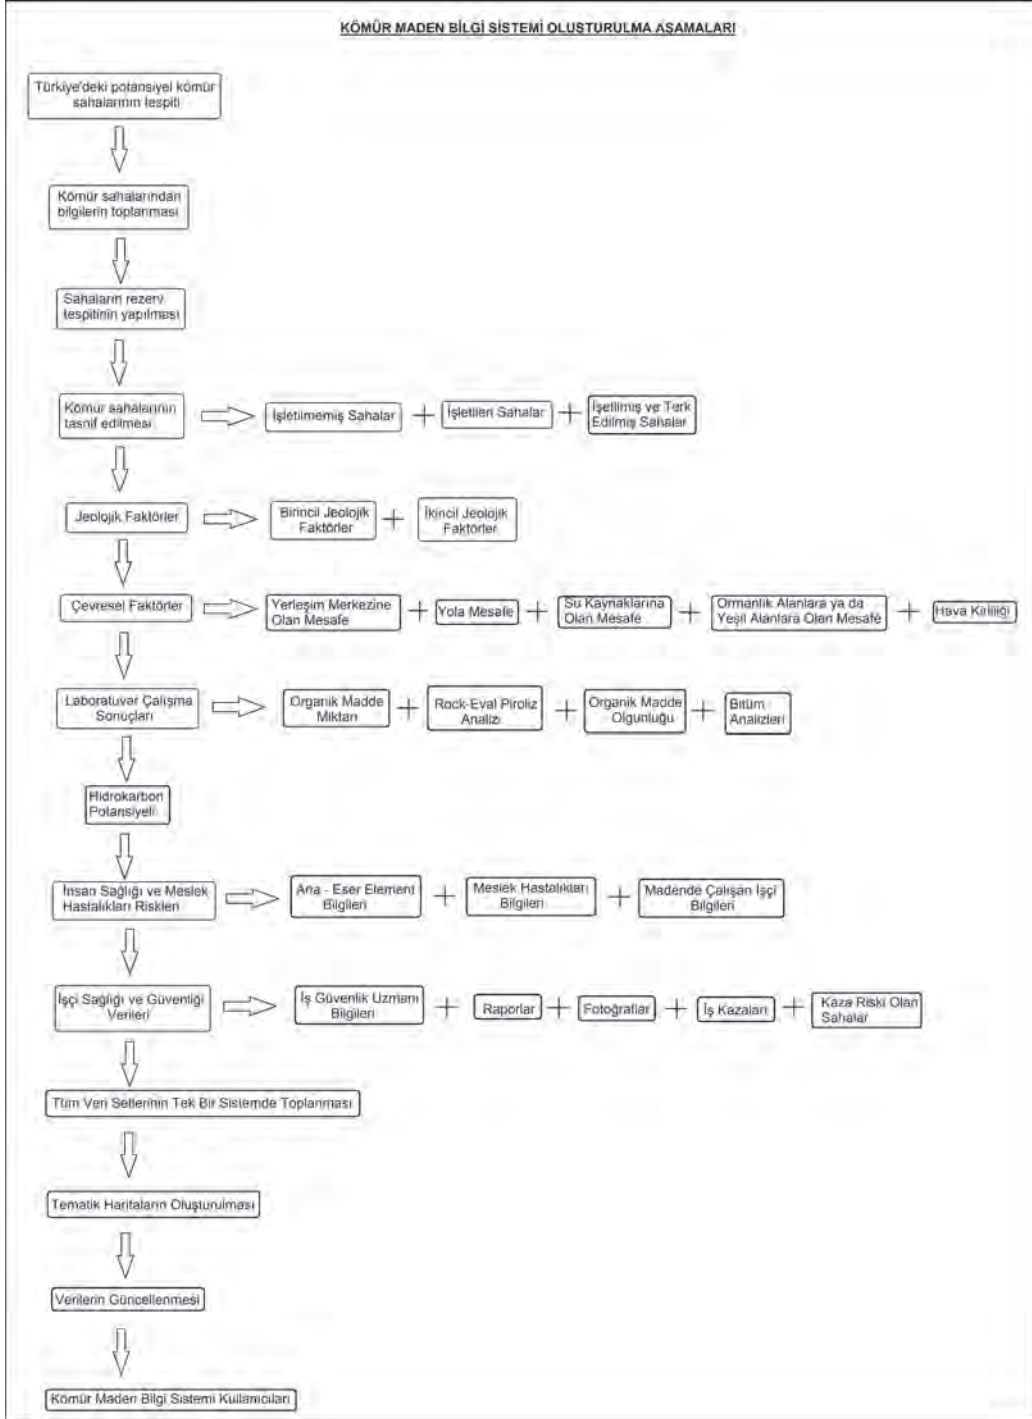 KÖMÜR MADEN BİLGİ SİSTEMİ OLUŞTURULMA AŞAMALARI
Türkiye'deki potansiyel kömür
sahalarının tespiti
Kömür sahalarından
bilgilerin toplanması
Sahaların rezerv
tespitinin yapılması
Kömür sahalarının
tasnif edilmesi
İşletilmemiş Sahalar
+
İşletilen Sahalar
+
İşetilmiş ve Terk
Edilmiş Sahalar
Jeolojik Faktörler
Birincil Jeolojik
Faktörler
+
İkincil Jeolojik
Faktörler
Çevresel Faktörler
Yerleşim Merkezine
Olan Mesafe
+
Yola Mesafe
+
Su Kaynaklarına
Olan Mesafe
+
Ormanlık Alanlara ya da
Yeşil Alanlara Olan Mesafe
+
Hava Kirliliği
Laboratuvar Çalışma
Sonuçları
Organik Madde
Miktarı
+
Rock-Eval Piroliz
Analizi
+
Organik Madde
Olgunluğu
+
Bitüm
Analizleri
Hidrokarbon
Potansiyeli
İnsan Sağlığı ve Meslek
Hastalıkları Riskleri
Ana - Eser Element
Bilgileri
+
Meslek Hastalıkları
Bilgileri
+
Madende Çalışan İşçi
Bilgileri
İşçi Sağlığı ve Güvenliği
Verileri
İş Güvenlik Uzmanı
Bilgileri
+
Raporlar
+
Fotoğraflar
+
İş Kazaları
+
Kaza Riski Olan
Sahalar
Tüm Veri Setlerinin Tek Bir Sistemde Toplanması
Tematik Haritaların Oluşturulması
Verilerin Güncellenmesi
Kömür Maden Bilgi Sistemi Kullanıcıları